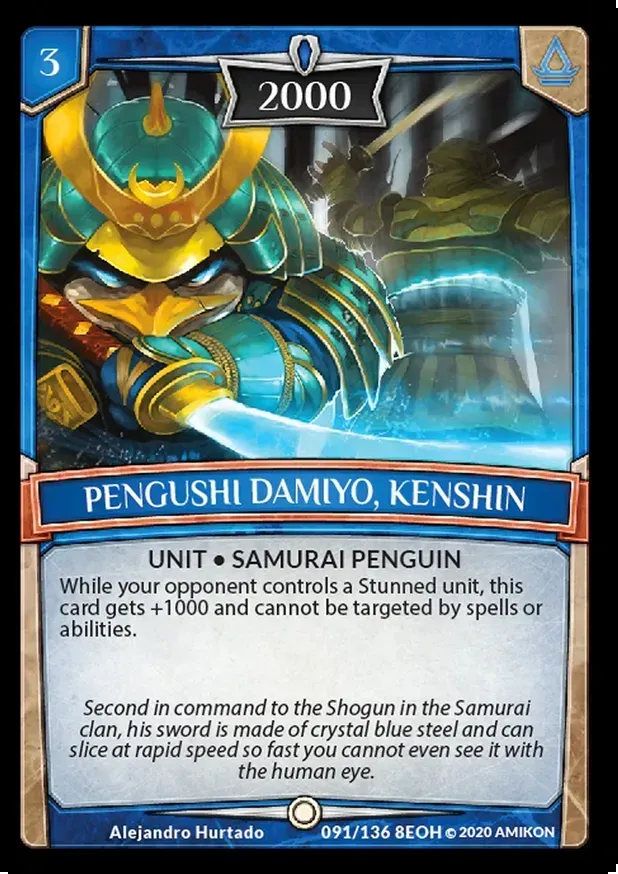 3
2000
PENGUSHI DAMIYO, KENSHIN
UNIT • SAMURAI PENGUIN
While your opponent controls a Stunned unit, this
card gets +1000 and cannot be targeted by spells or
abilities.
Second in command to the Shogun in the Samurai
clan, his sword is made of crystal blue steel and can
slice at rapid speed so fast you cannot even see it with
the human eye.
Alejandro Hurtado 091/136 8EOH © 2020 AMIKON